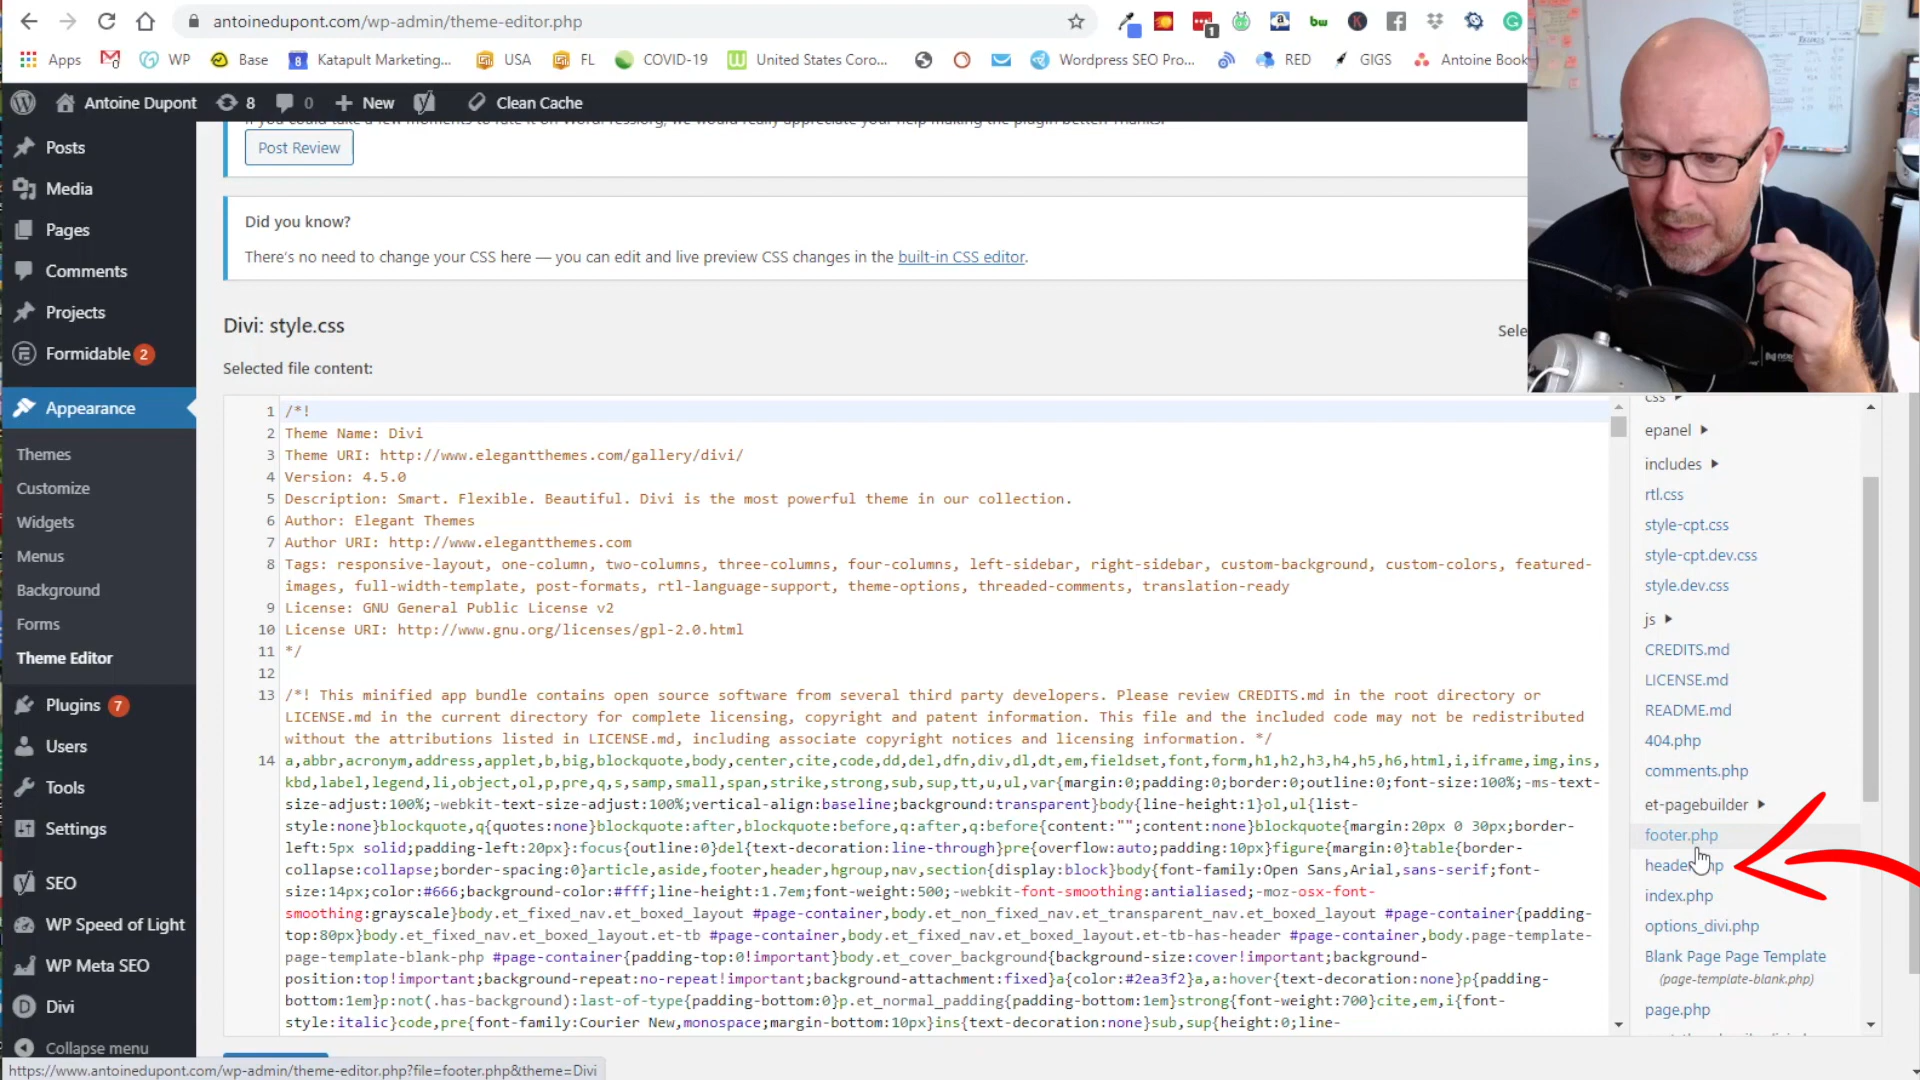 antoinedupont.com/wp-admin/theme-editor.php
Apps WP Base Katapult Marketing... USA FL COVID-19 United States Coro... Wordpress SEO Pro... RED GIGS Antoine Book
Antoine Dupont 8 0 New Clean Cache
Posts
Media
Pages
Comments
Projects
Formidable 2
Appearance
Themes
Customize
Widgets
Menus
Background
Forms
Theme Editor
Plugins 7
Users
Tools
Settings
SEO
WP Speed of Light
WP Meta SEO
Divi
Collapse menu
Post Review
Did you know?
There's no need to change your CSS here — you can edit and live preview CSS changes in the built-in CSS editor.
Divi: style.css
Sele
Selected file content:
1 /*!
2 Theme Name: Divi
3 Theme URI: http://www.elegantthemes.com/gallery/divi/
4 Version: 4.5.0
5 Description: Smart. Flexible. Beautiful. Divi is the most powerful theme in our collection.
6 Author: Elegant Themes
7 Author URI: http://www.elegantthemes.com
8 Tags: responsive-layout, one-column, two-columns, three-columns, four-columns, left-sidebar, right-sidebar, custom-background, custom-colors, featured-
images, full-width-template, post-formats, rtl-language-support, theme-options, threaded-comments, translation-ready
9 License: GNU General Public License v2
10 License URI: http://www.gnu.org/licenses/gpl-2.0.html
11 */
12
13 /*! This minified app bundle contains open source software from several third party developers. Please review CREDITS.md in the root directory or
LICENSE.md in the current directory for complete licensing, copyright and patent information. This file and the included code may not be redistributed
without the attributions listed in LICENSE.md, including associate copyright notices and licensing information. */
14 a,abbr,acronym,address,applet,b,big,blockquote,body,center,cite,code,dd,del,dfn,div,dl,dt,em,fieldset,font,form,h1,h2,h3,h4,h5,h6,html,i,iframe,img,ins,
kbd,label,legend,li,object,ol,p,pre,q,s,samp,small,span,strike,strong,sub,sup,tt,u,ul,var{margin:0;padding:0;border:0;outline:0;font-size:100%;-ms-text-
size-adjust:100%;-webkit-text-size-adjust:100%;vertical-align:baseline;background:transparent}body{line-height:1}ol,ul{list-
style:none}blockquote,q{quotes:none}blockquote:after,blockquote:before,q:after,q:before{content:"";content:none}blockquote{margin:20px 0 30px;border-
left:5px solid;padding-left:20px}:focus{outline:0}del{text-decoration:line-through}pre{overflow:auto;padding:10px}figure{margin:0}table{border-
collapse:collapse;border-spacing:0}article,aside,footer,header,hgroup,nav,section{display:block}body{font-family:Open Sans,Arial,sans-serif;font-
size:14px;color:#666;background-color:#fff;line-height:1.7em;font-weight:500;-webkit-font-smoothing:antialiased;-moz-osx-font-
smoothing:grayscale}body.et_fixed_nav.et_boxed_layout #page-container,body.et_non_fixed_nav.et_transparent_nav.et_boxed_layout #page-container{padding-
top:80px}body.et_fixed_nav.et_boxed_layout.et-tb #page-container,body.et_fixed_nav.et_boxed_layout.et-tb-has-header #page-container,body.page-template-
page-template-blank-php #page-container{padding-top:0!important}body.et_cover_background{background-size:cover!important;background-
position:top!important;background-repeat:no-repeat!important;background-attachment:fixed}a{color:#2ea3f2}a,a:hover{text-decoration:none}p{padding-
bottom:1em}p:not(.has-background):last-of-type{padding-bottom:0}p.et_normal_padding{padding-bottom:1em}strong{font-weight:700}cite,em,i{font-
style:italic}code,pre{font-family:Courier New,monospace;margin-bottom:10px}ins{text-decoration:none}sub,sup{height:0;line-
css
epanel
includes
rtl.css
style-cpt.css
style-cpt.dev.css
style.dev.css
js
CREDITS.md
LICENSE.md
README.md
404.php
comments.php
et-pagebuilder
footer.php
header.php
index.php
options_divi.php
Blank Page Page Template
(page-template-blank.php)
page.php
https://www.antoinedupont.com/wp-admin/theme-editor.php?file=footer.php&theme=Divi